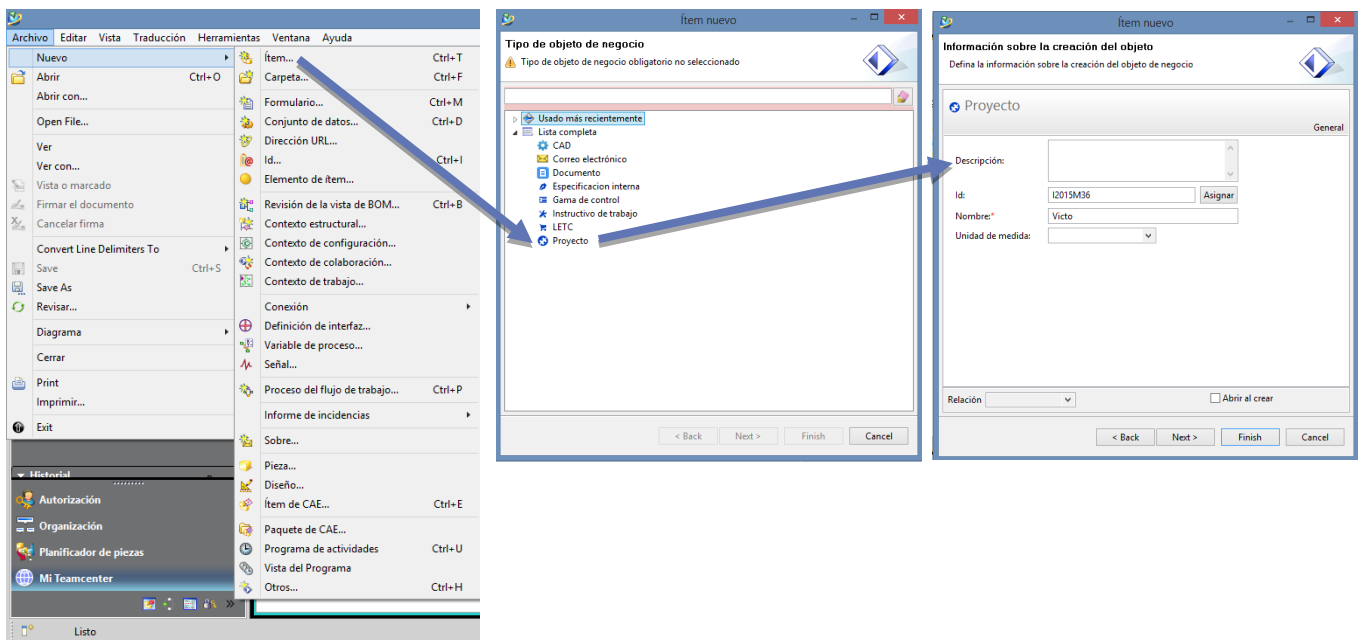 Archivo Editar Vista Traducción Herramientas Ventana Ayuda
Nuevo
Abrir Ctrl+O
Abrir con...
Open File...
Ver
Ver con...
Vista o marcado
Firmar el documento
Cancelar firma
Convert Line Delimiters To
Save Ctrl+S
Save As
Revisar...
Diagrama
Cerrar
Print
Imprimir...
Exit
Historial
Autorización
Organización
Planificador de piezas
Mi Teamcenter
»
Listo
Ítem... Ctrl+T
Carpeta... Ctrl+F
Formulario... Ctrl+M
Conjunto de datos... Ctrl+D
Dirección URL...
Id... Ctrl+I
Elemento de ítem...
Revisión de la vista de BOM... Ctrl+B
Contexto estructural...
Contexto de configuración...
Contexto de colaboración...
Contexto de trabajo...
Conexión
Definición de interfaz...
Variable de proceso...
Señal...
Proceso del flujo de trabajo... Ctrl+P
Informe de incidencias
Sobre...
Pieza...
Diseño...
Ítem de CAE... Ctrl+E
Paquete de CAE...
Programa de actividades Ctrl+U
Vista del Programa
Otros... Ctrl+H
Ítem nuevo
Tipo de objeto de negocio
Tipo de objeto de negocio obligatorio no seleccionado
Usado más recientemente
Lista completa
CAD
Correo electrónico
Documento
Especificacion interna
Gama de control
Instructivo de trabajo
LETC
Proyecto
< Back Next > Finish Cancel
Ítem nuevo
Información sobre la creación del objeto
Defina la información sobre la creación del objeto de negocio
Proyecto
General
Descripción:
Id: I2015M36 Asignar
Nombre:* Victo
Unidad de medida:
Relación Abrir al crear
< Back Next > Finish Cancel